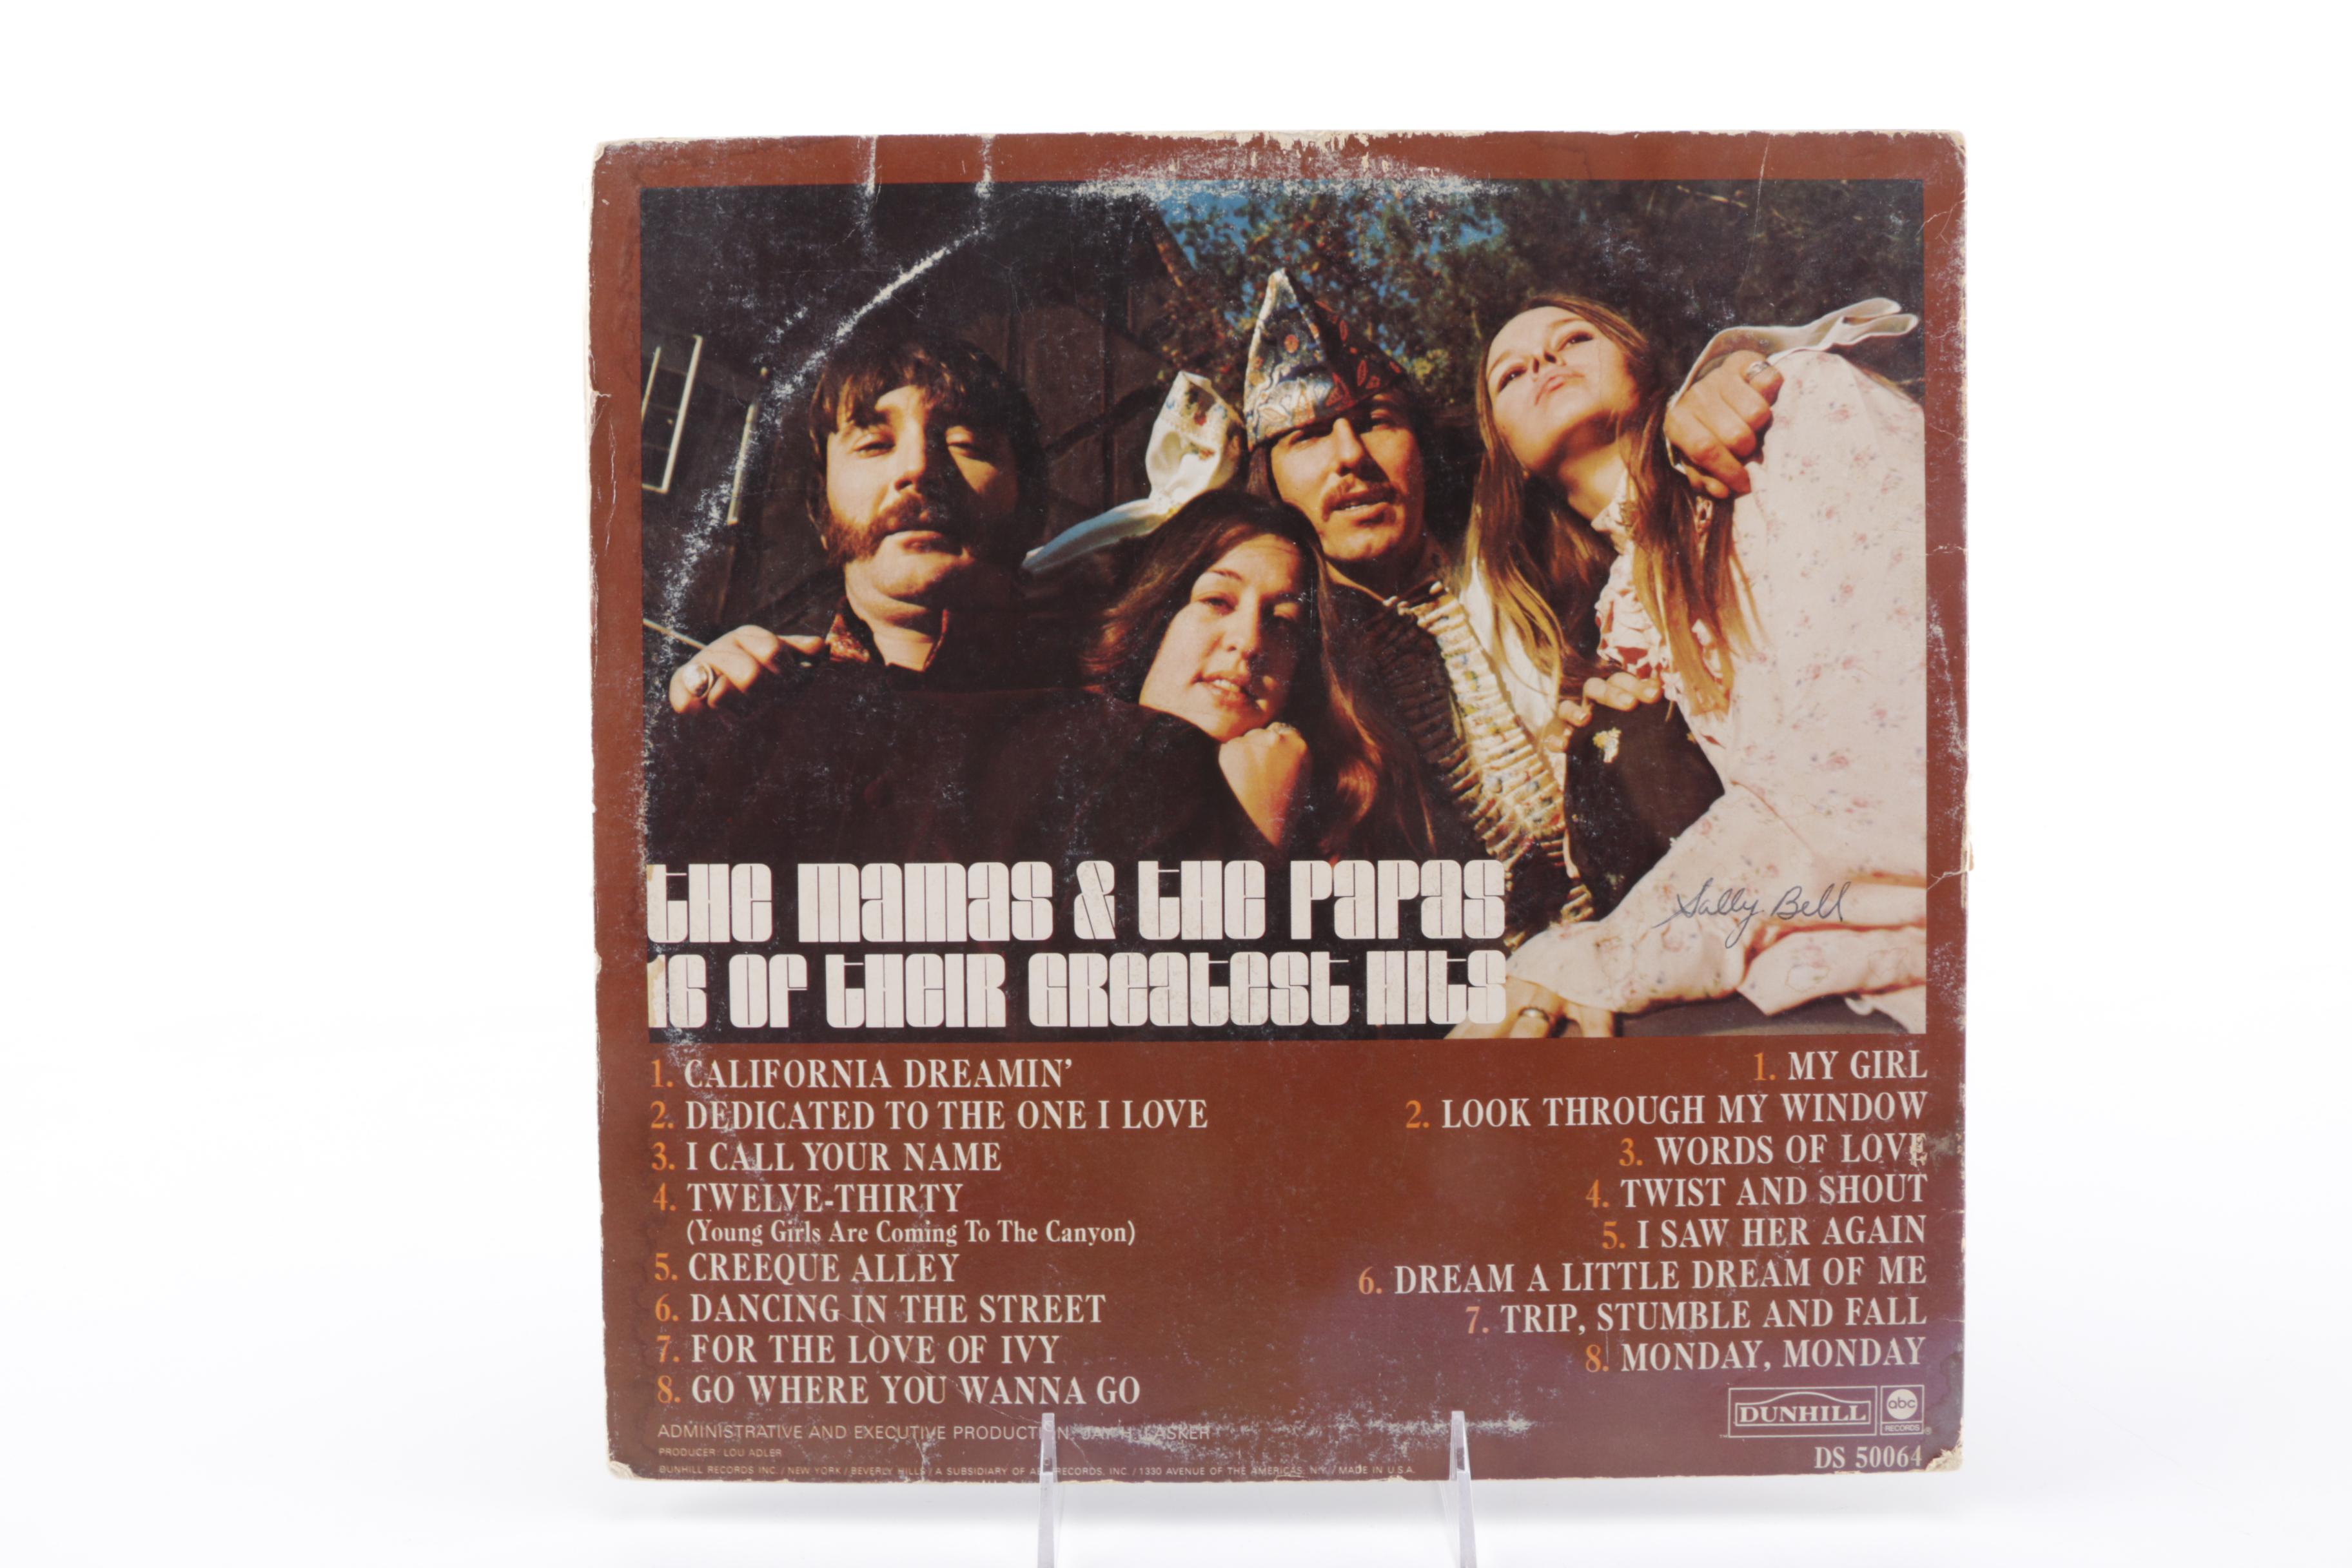 the mamas & the papas
16 of their greatest hits
Sally Bell
1. CALIFORNIA DREAMIN'
2. DEDICATED TO THE ONE I LOVE
3. I CALL YOUR NAME
4. TWELVE-THIRTY
(Young Girls Are Coming To The Canyon)
5. CREEQUE ALLEY
6. DANCING IN THE STREET
7. FOR THE LOVE OF IVY
8. GO WHERE YOU WANNA GO
1. MY GIRL
2. LOOK THROUGH MY WINDOW
3. WORDS OF LOVE
4. TWIST AND SHOUT
5. I SAW HER AGAIN
6. DREAM A LITTLE DREAM OF ME
7. TRIP, STUMBLE AND FALL
8. MONDAY, MONDAY
ADMINISTRATIVE AND EXECUTIVE PRODUCTION, JAY H. LASKER
PRODUCER: LOU ADLER
DUNHILL RECORDS INC. / NEW YORK / BEVERLY HILLS / A SUBSIDIARY OF ABC RECORDS, INC. / 1330 AVENUE OF THE AMERICAS, N.Y. / MADE IN U.S.A.
DUNHILL
abc
RECORDS
®
DS 50064